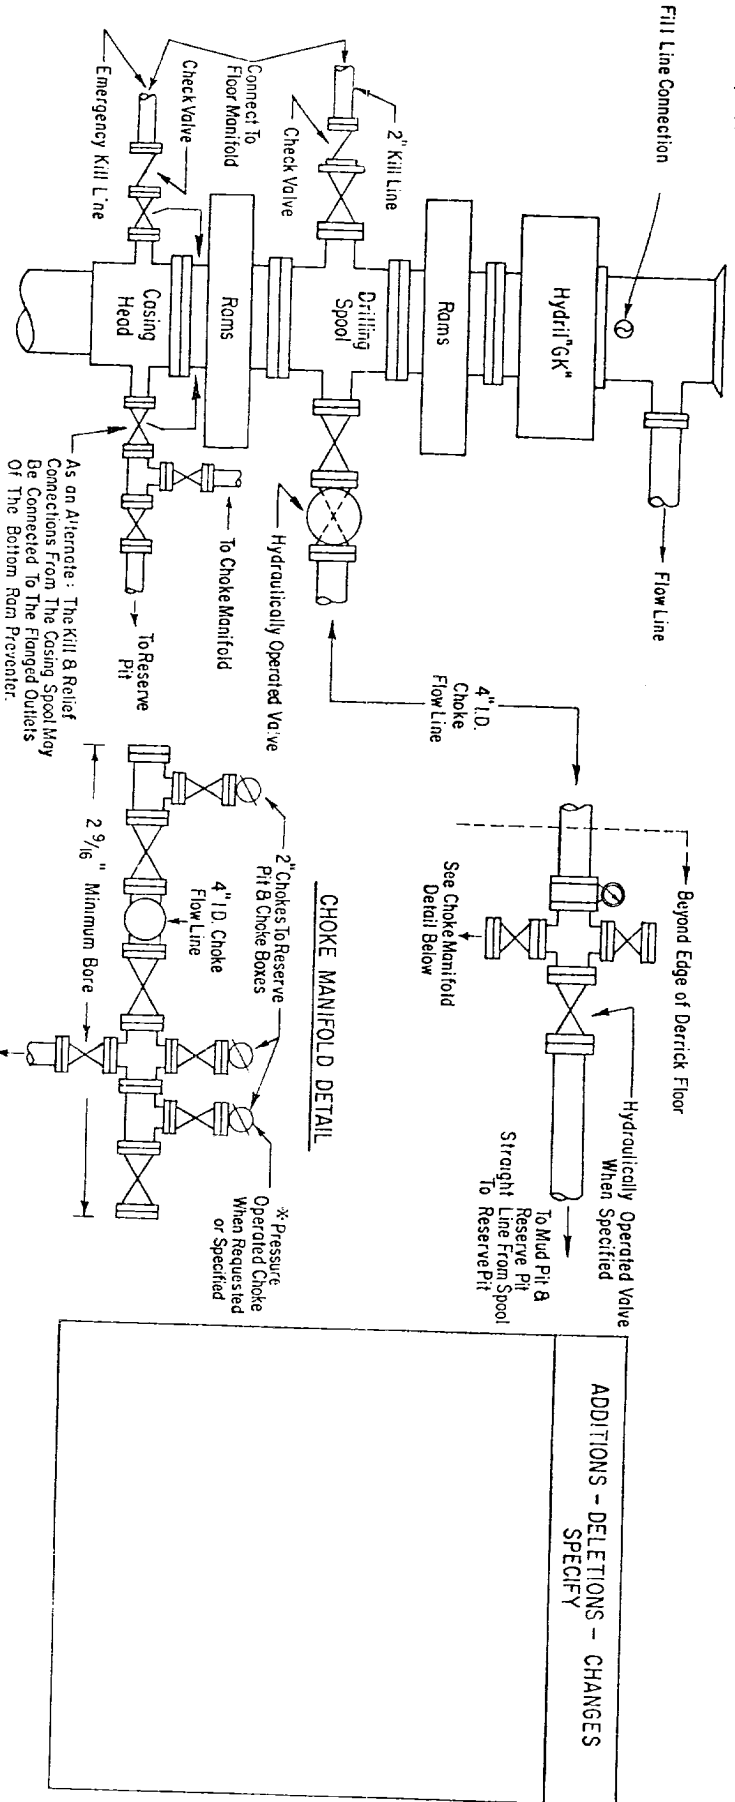 Fill Line Connection
Flow Line
Hydril "GK"
Rams
2" Kill Line
Check Valve
Drilling
Spool
Connect To
Floor Manifold
Rams
Check Valve
Emergency Kill Line
Casing
Head
Hydraulically Operated Valve
To Choke Manifold
To Reserve
Pit
As an Alternate: The Kill & Relief
Connections From The Casing Spool May
Be Connected To The Flanged Outlets
Of The Bottom Ram Preventer.
4" I.D.
Choke
Flow Line
Beyond Edge of Derrick Floor
See Choke Manifold
Detail Below
Hydraulically Operated Valve
When Specified
To Mud Pit &
Reserve Pit
Straight Line From Spool
To Reserve Pit
CHOKE MANIFOLD DETAIL
2" Chokes To Reserve
Pit & Choke Boxes
4" I.D. Choke
Flow Line
2 9/16" Minimum Bore
*Pressure
Operated Choke
When Requested
or Specified
ADDITIONS - DELETIONS - CHANGES
SPECIFY